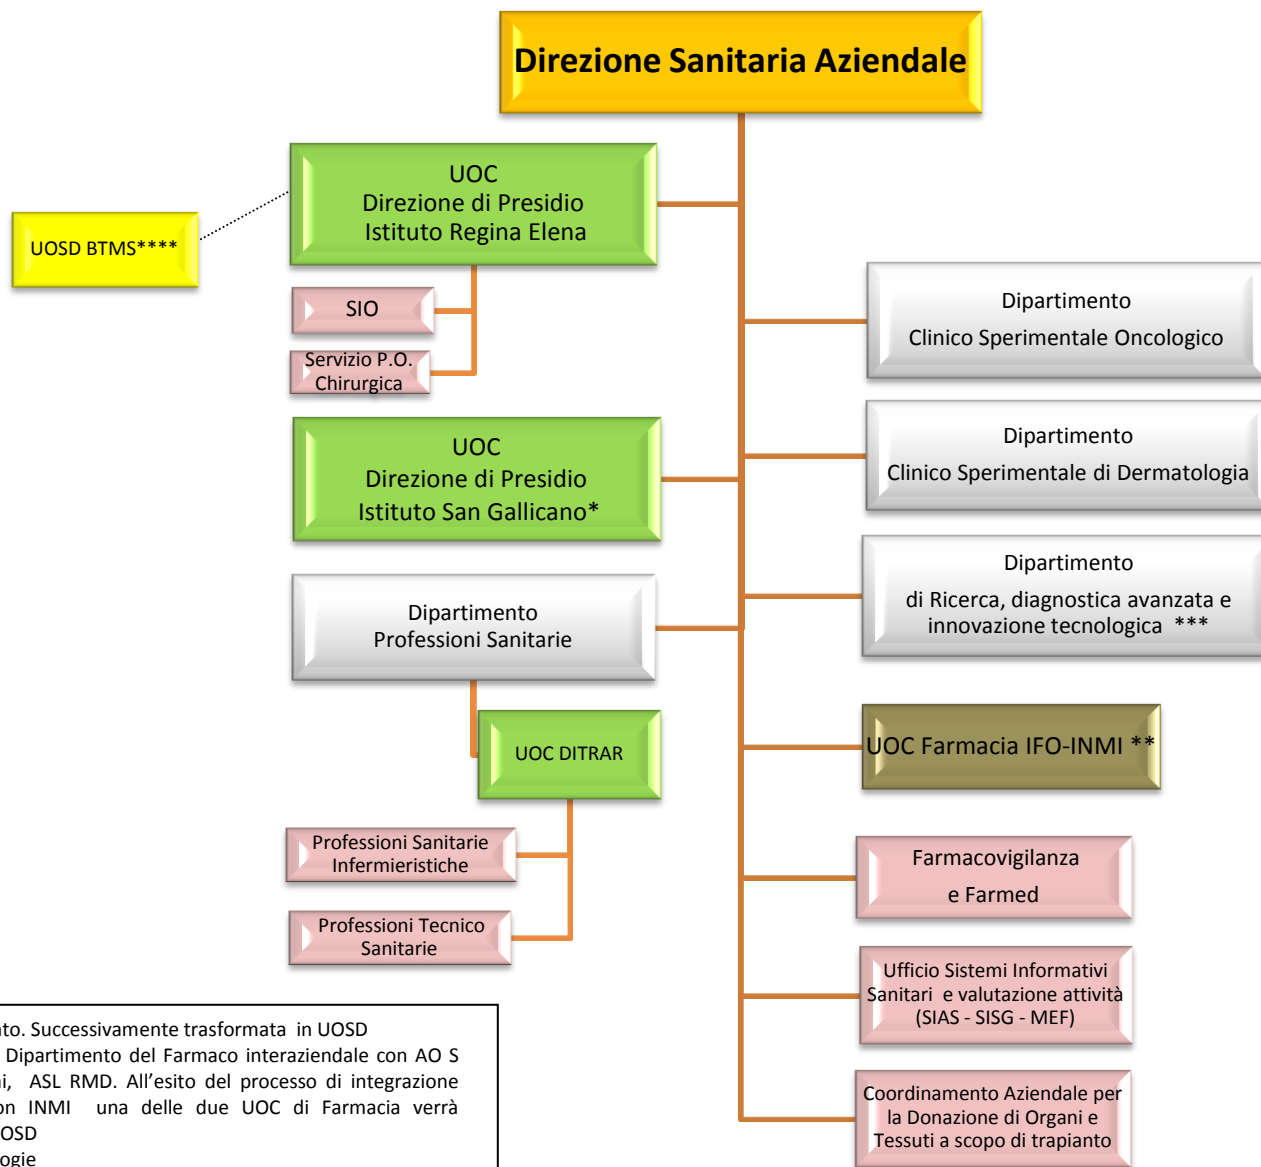 Direzione Sanitaria Aziendale
UOC
Direzione di Presidio
Istituto Regina Elena
UOSD BTMS****
SIO
Servizio P.O.
Chirurgica
UOC
Direzione di Presidio
Istituto San Gallicano*
Dipartimento
Professioni Sanitarie
UOC DITRAR
Professioni Sanitarie
Infermieristiche
Professioni Tecnico
Sanitarie
Dipartimento
Clinico Sperimentale Oncologico
Dipartimento
Clinico Sperimentale di Dermatologia
Dipartimento
di Ricerca, diagnostica avanzata e
innovazione tecnologica ***
UOC Farmacia IFO-INMI **
Farmacovigilanza
e Farmed
Ufficio Sistemi Informativi
Sanitari e valutazione attività
(SIAS - SISG - MEF)
Coordinamento Aziendale per
la Donazione di Organi e
Tessuti a scopo di trapianto
Successivamente trasformata in UOSD
Dipartimento del Farmaco interaziendale con AO S
ASL RMD. All'esito del processo di integrazione
INMI una delle due UOC di Farmacia verrà